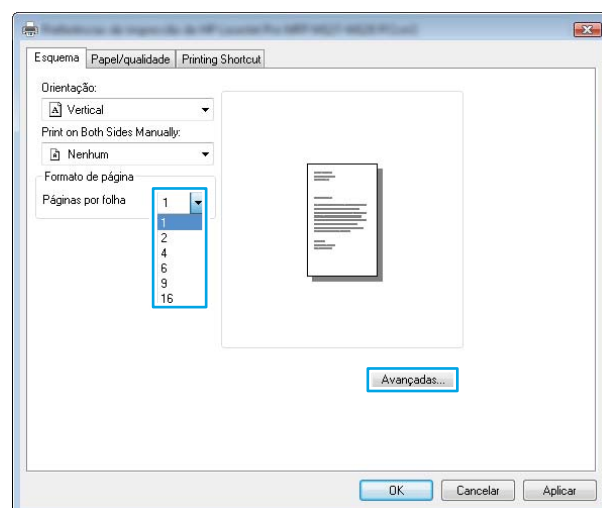 Esquema Papel/qualidade Printing Shortcut
Orientação:
Vertical
Print on Both Sides Manually:
Nenhum
Formato de página
Páginas por folha 1
1
2
4
6
9
16
Avançadas...
OK Cancelar Aplicar